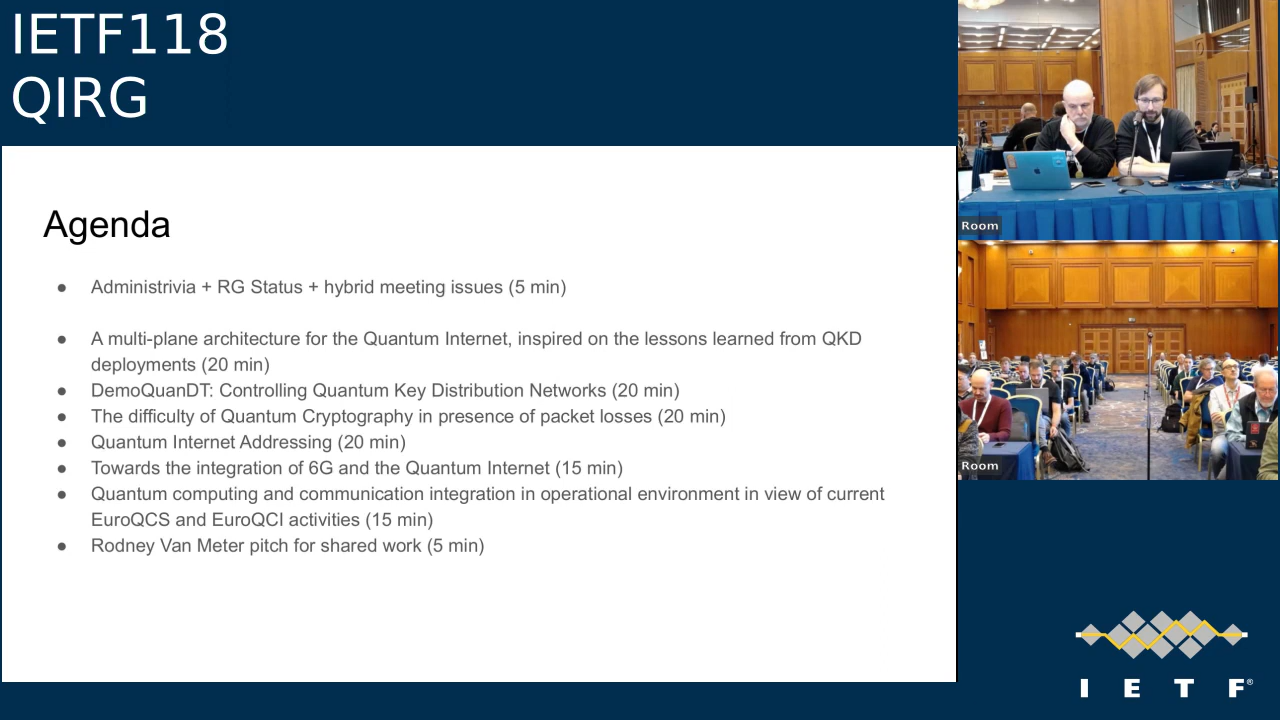 IETF118
QIRG
Agenda
● Administrivia + RG Status + hybrid meeting issues (5 min)
● A multi-plane architecture for the Quantum Internet, inspired on the lessons learned from QKD
deployments (20 min)
● DemoQuanDT: Controlling Quantum Key Distribution Networks (20 min)
● The difficulty of Quantum Cryptography in presence of packet losses (20 min)
● Quantum Internet Addressing (20 min)
● Towards the integration of 6G and the Quantum Internet (15 min)
● Quantum computing and communication integration in operational environment in view of current
EuroQCS and EuroQCI activities (15 min)
● Rodney Van Meter pitch for shared work (5 min)
Room
Room
I E T F®